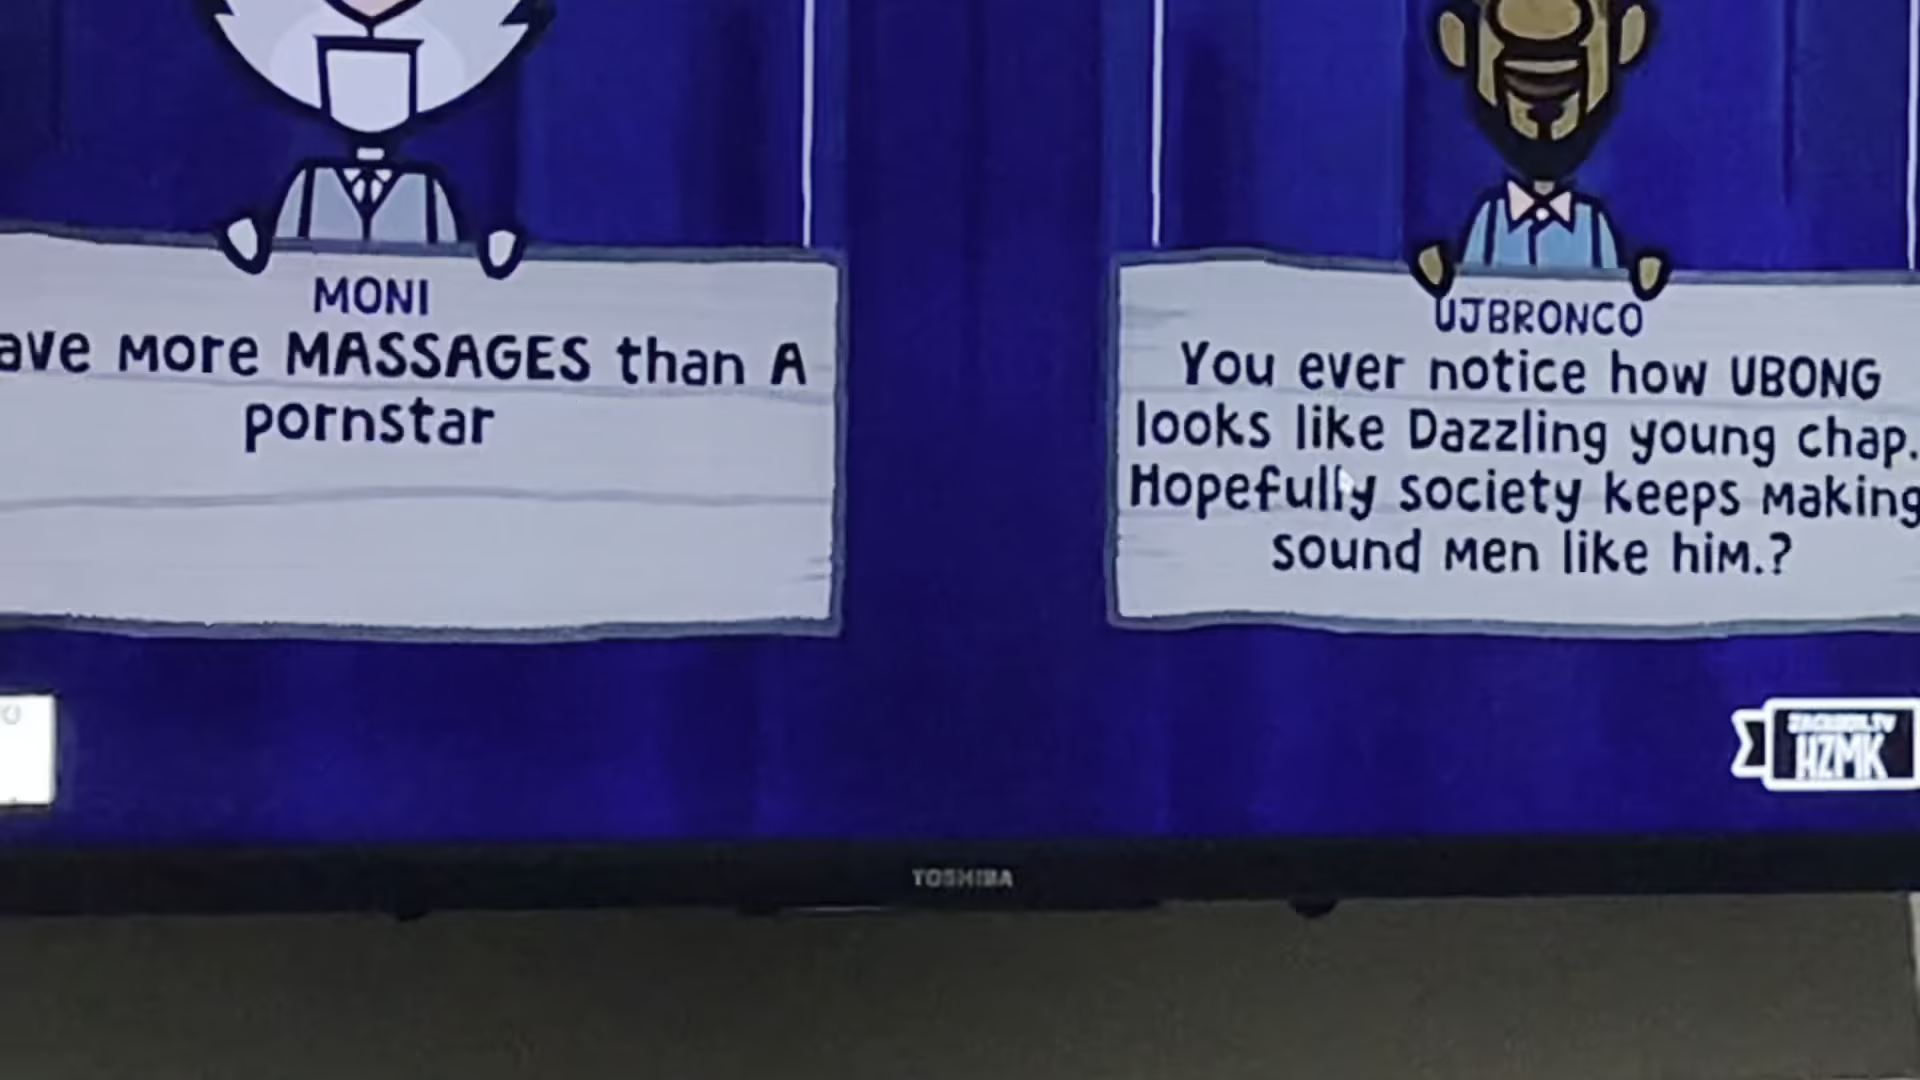 MONI
ave more MASSAGES than A
pornstar
UJBRONCO
You ever notice how UBONG
looks like Dazzling young chap.
Hopefully society keeps making
sound men like him.?
HZMK
TOSHIBA